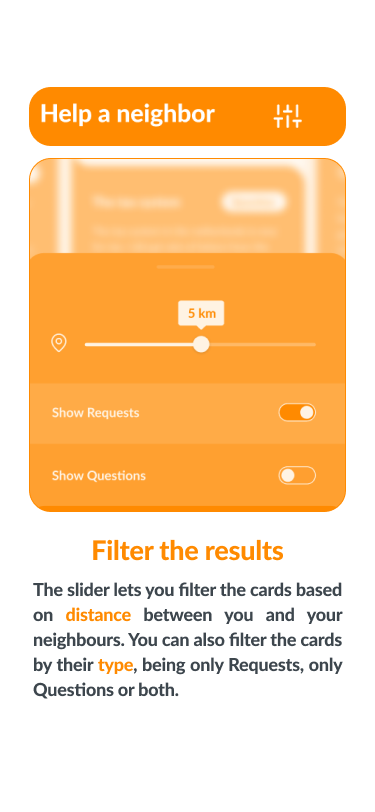 Help a neighbor
5 km
Show Requests
Show Questions
Filter the results
The slider lets you filter the cards based
on distance between you and your
neighbours. You can also filter the cards
by their type, being only Requests, only
Questions or both.